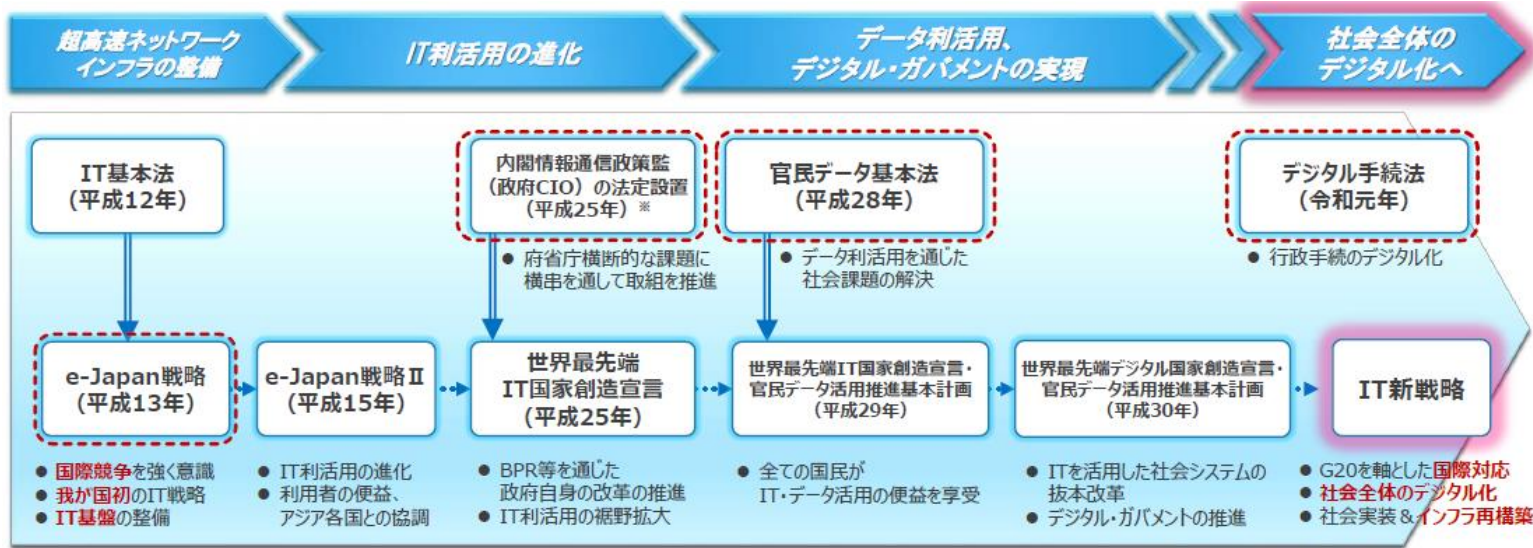 超高速ネットワーク
インフラの整備
IT利活用の進化
データ利活用、
デジタル・ガバメントの実現
社会全体の
デジタル化へ
IT基本法
(平成12年)
内閣情報通信政策監
(政府CIO)の法定設置
(平成25年)※
官民データ基本法
(平成28年)
デジタル手続法
(令和元年)
● 府省庁横断的な課題に
横串を通して取組を推進
● データ利活用を通じた
社会課題の解決
● 行政手続のデジタル化
e-Japan戦略
(平成13年)
e-Japan戦略Ⅱ
(平成15年)
世界最先端
IT国家創造宣言
(平成25年)
世界最先端IT国家創造宣言・
官民データ活用推進基本計画
(平成29年)
世界最先端デジタル国家創造宣言・
官民データ活用推進基本計画
(平成30年)
IT新戦略
● 国際競争を強く意識
● 我が国初のIT戦略
● IT基盤の整備
● IT利活用の進化
● 利用者の便益、
アジア各国との協調
● BPR等を通じた
政府自身の改革の推進
● IT利活用の裾野拡大
● 全ての国民が
IT・データ活用の便益を享受
● ITを活用した社会システムの
抜本改革
● デジタル・ガバメントの推進
● G20を軸とした国際対応
● 社会全体のデジタル化
● 社会実装&インフラ再構築